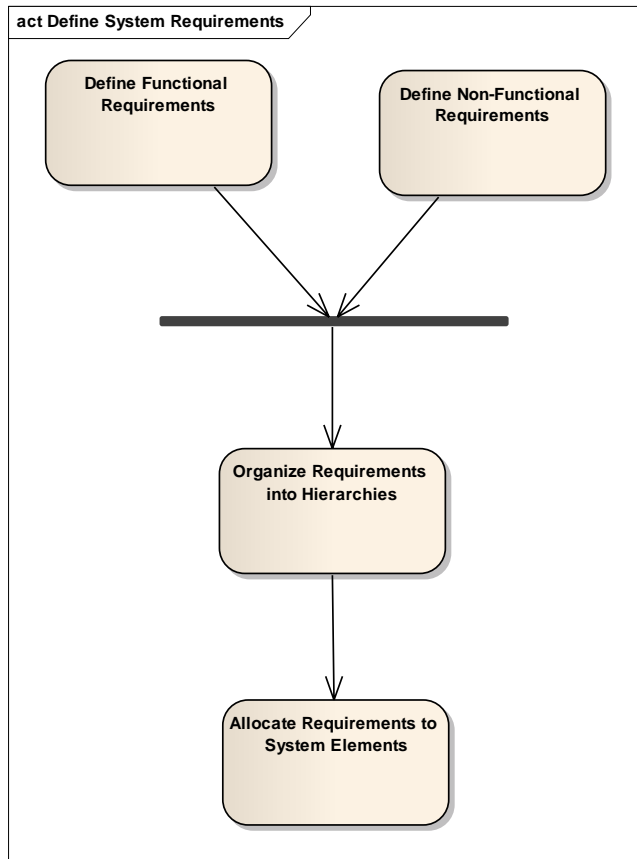 act Define System Requirements
Define Functional
Requirements
Define Non-Functional
Requirements
Organize Requirements
into Hierarchies
Allocate Requirements to
System Elements